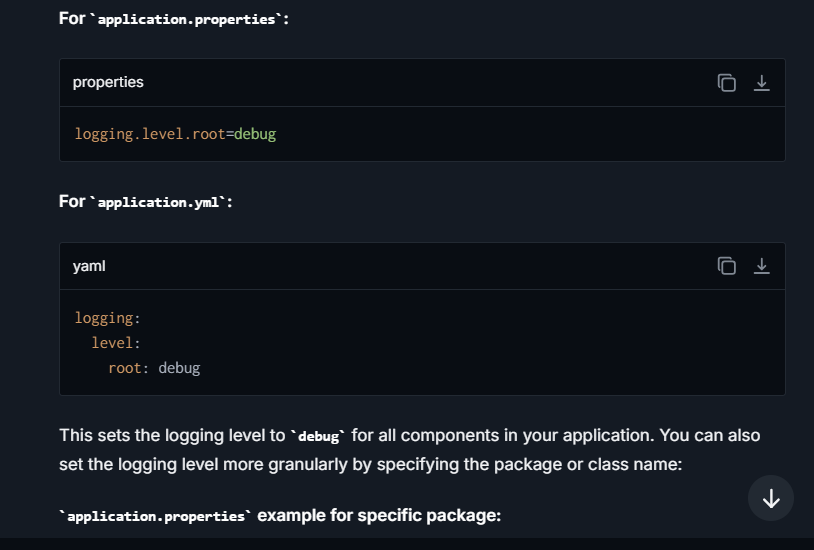 For `application.properties`:
properties
logging.level.root=debug
For `application.yml`:
yaml
logging:
  level:
    root: debug
This sets the logging level to `debug` for all components in your application. You can also
set the logging level more granularly by specifying the package or class name:
`application.properties` example for specific package: